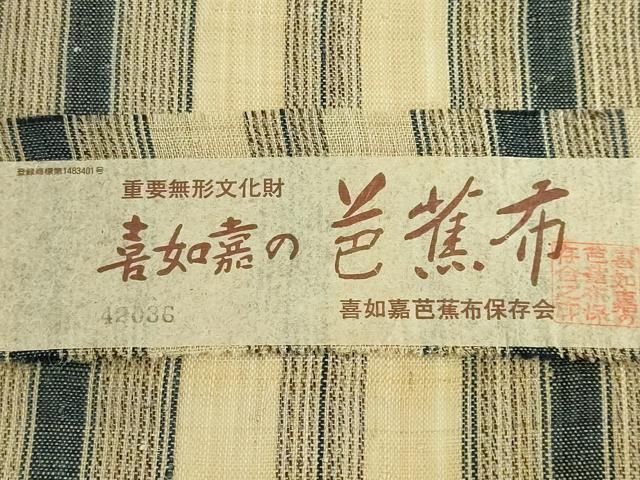 登録商標第1483401号
重要無形文化財
喜如嘉の芭蕉布
42036
喜如嘉芭蕉布保存会